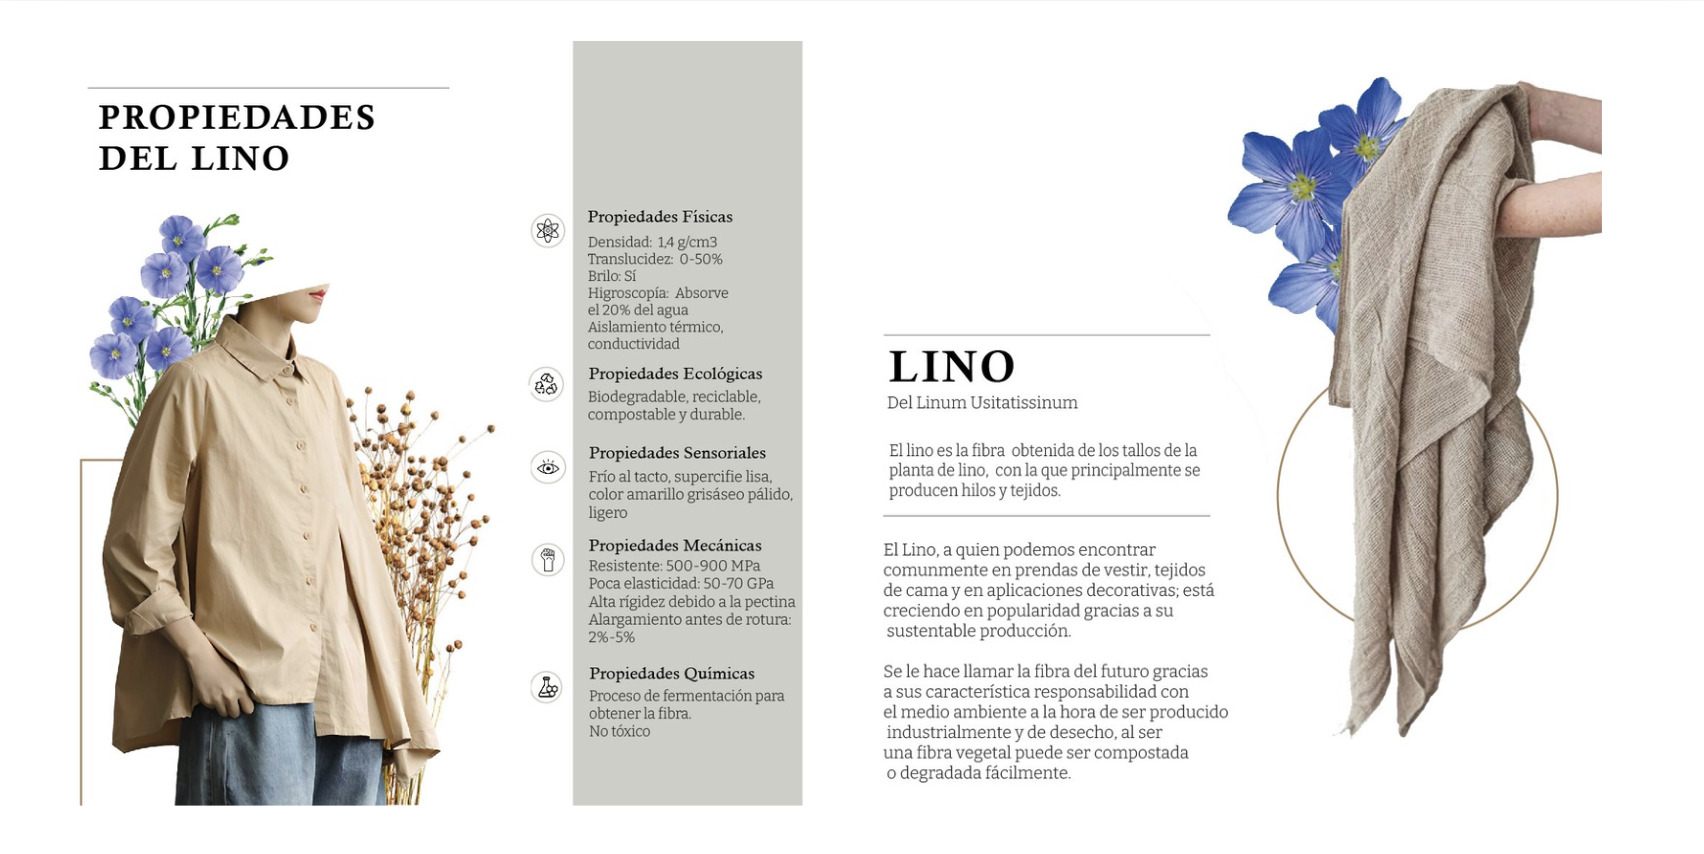 PROPIEDADES
DEL LINO
Propiedades Físicas
Densidad: 1,4 g/cm3
Translucidez: 0-50%
Brilo: Sí
Higroscopía: Absorve
el 20% del agua
Aislamiento térmico,
conductividad
Propiedades Ecológicas
Biodegradable, reciclable,
compostable y durable.
Propiedades Sensoriales
Frío al tacto, supercifie lisa,
color amarillo grisáseo pálido,
ligero
Propiedades Mecánicas
Resistente: 500-900 MPa
Poca elasticidad: 50-70 GPa
Alta rígidez debido a la pectina
Alargamiento antes de rotura:
2%-5%
Propiedades Químicas
Proceso de fermentación para
obtener la fibra.
No tóxico
LINO
Del Linum Usitatissinum
El lino es la fibra obtenida de los tallos de la
planta de lino, con la que principalmente se
producen hilos y tejidos.
El Lino, a quien podemos encontrar
comunmente en prendas de vestir, tejidos
de cama y en aplicaciones decorativas; está
creciendo en popularidad gracias a su
sustentable producción.
Se le hace llamar la fibra del futuro gracias
a sus característica responsabilidad con
el medio ambiente a la hora de ser producido
industrialmente y de desecho, al ser
una fibra vegetal puede ser compostada
o degradada fácilmente.